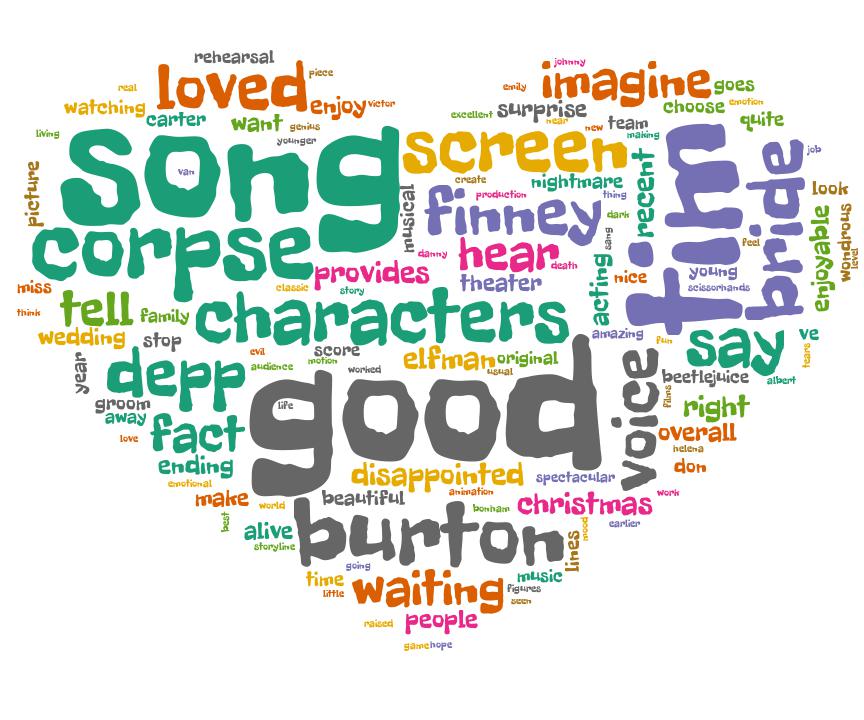 rehearsal
johnny
loved
piece
imagine
goes
real
emily
watching
enjoy
victor
surprise
choose
emotion
carter
want
genius
excellent
near
new
team
quite
living
younger
making
song
screen
film
van
bride
job
picture
create
nightmare
recent
look
musical
production
thing
finney
dark
enjoyable
wondrous
level
corpse
sang
feel
danny
hear
death
provides
theater
acting
nice
young
miss
classic
story
scissorhands
think
tell
family
characters
wedding
stop
amazing
fun
say
ve
tears
year
evil
score
elfman
original
depp
audience
motion
worked
usual
voice
beetlejuice
albert
groom
films
away
life
good
right
love
fact
overall
helena
ending
don
disappointed
spectacular
emotional
make
world
beautiful
animation
christmas
work
bonham
earlier
best
alive
burton
mood
storyline
lines
going
time
music
little
waiting
figures
seen
raised
people
game
hope